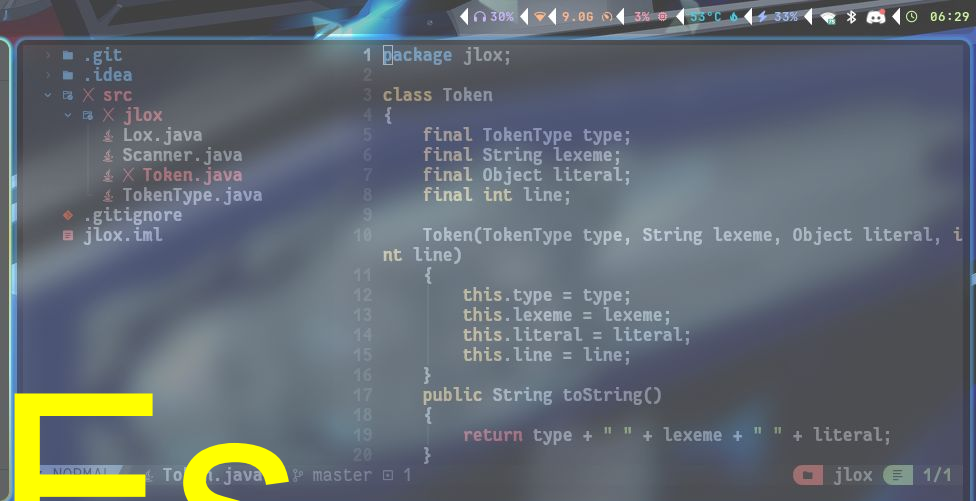 30% 9.0G 3% 53°C 33% 06:29
.git
.idea
src
jlox
Lox.java
Scanner.java
Token.java
TokenType.java
.gitignore
jlox.iml
1 package jlox;
2
3 class Token
4 {
5 final TokenType type;
6 final String lexeme;
7 final Object literal;
8 final int line;
9
10 Token(TokenType type, String lexeme, Object literal, i
nt line)
11 {
12 this.type = type;
13 this.lexeme = lexeme;
14 this.literal = literal;
15 this.line = line;
16 }
17 public String toString()
18 {
19 return type + " " + lexeme + " " + literal;
20 }
NORMAL Token.java master 1 jlox 1/1
Es